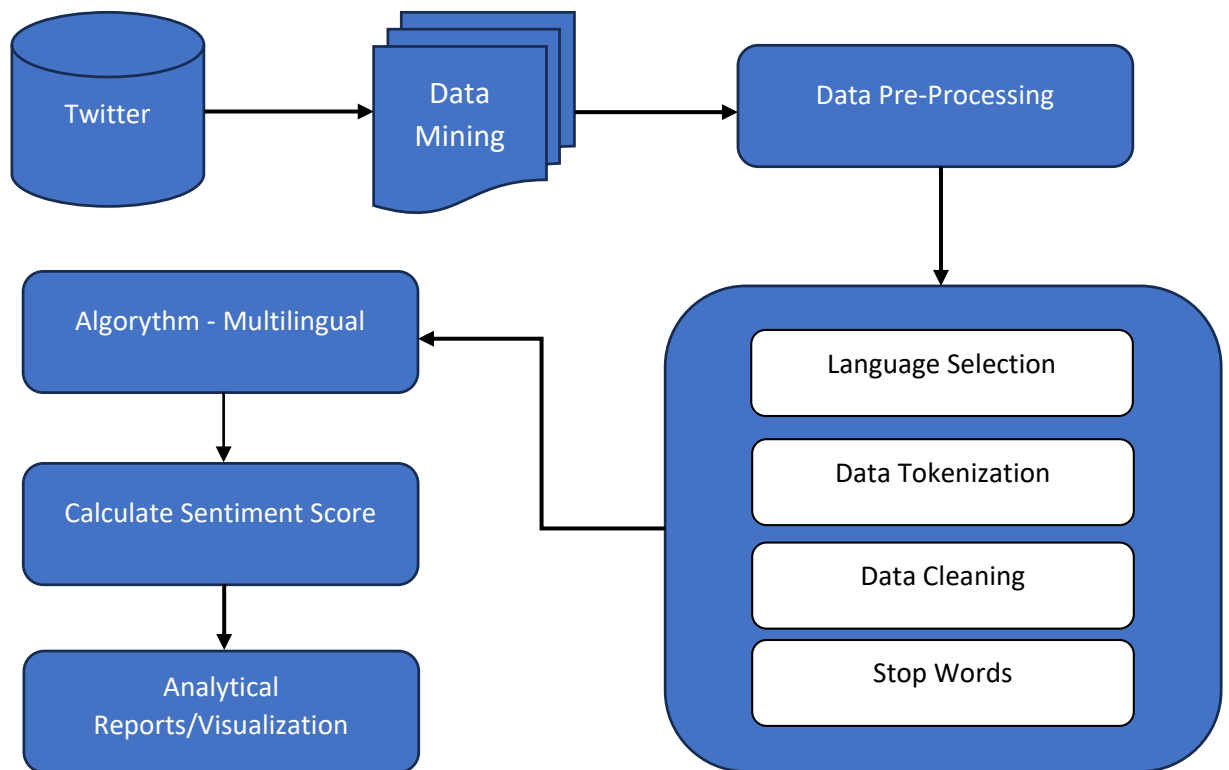 Twitter
Data
Mining
Data Pre-Processing
Language Selection
Data Tokenization
Data Cleaning
Stop Words
Algorythm - Multilingual
Calculate Sentiment Score
Analytical
Reports/Visualization